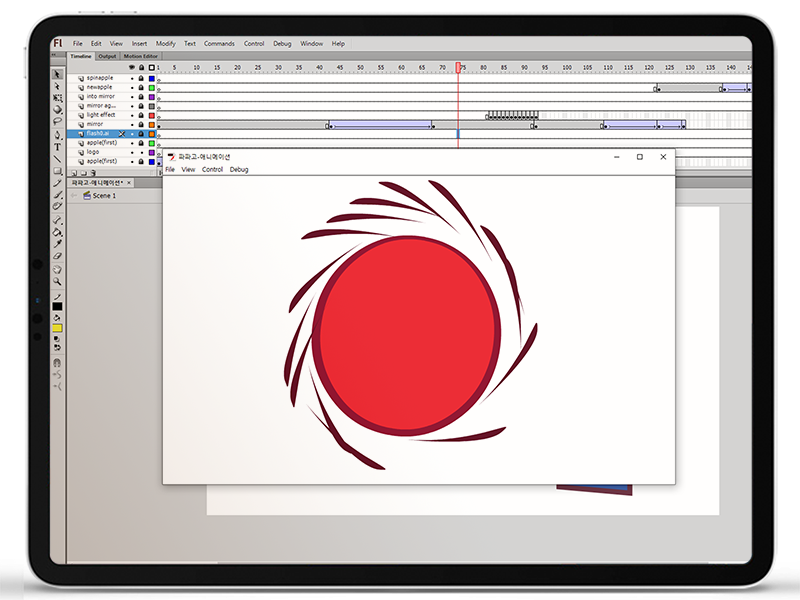 Fl File Edit View Insert Modify Text Commands Control Debug Window Help
Timeline Output Motion Editor
1 5 10 15 20 25 30 35 40 45 50 55 60 65 70 75 80 85 90 95 100 105 110 115 120 125 130 135 140 14
spinapple
newapple
into mirror
mirror ag...
light effect
mirror
flash0.ai
apple(first)
logo
apple(first)
파파고-애니메이션*
Scene 1
파파고-애니메이션
File View Control Debug
T